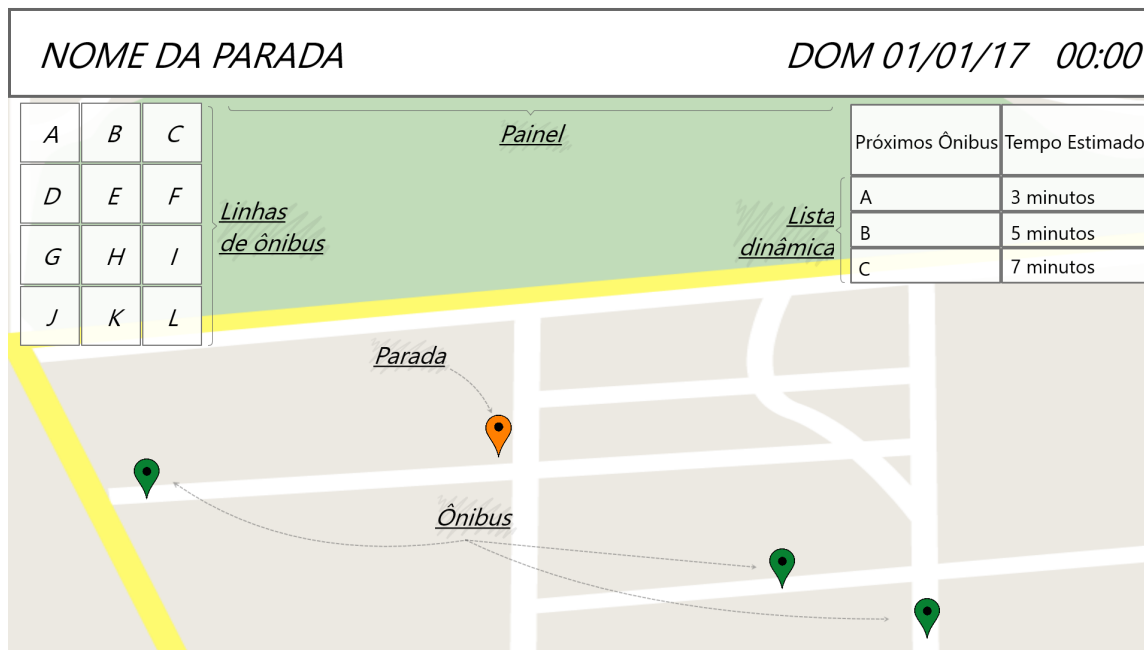 NOME DA PARADA DOM 01/01/17 00:00
Painel
A B C
D E F
G H I
J K L
Linhas
de ônibus
Lista
dinâmica
Próximos Ônibus Tempo Estimado
A 3 minutos
B 5 minutos
C 7 minutos
Parada
Ônibus